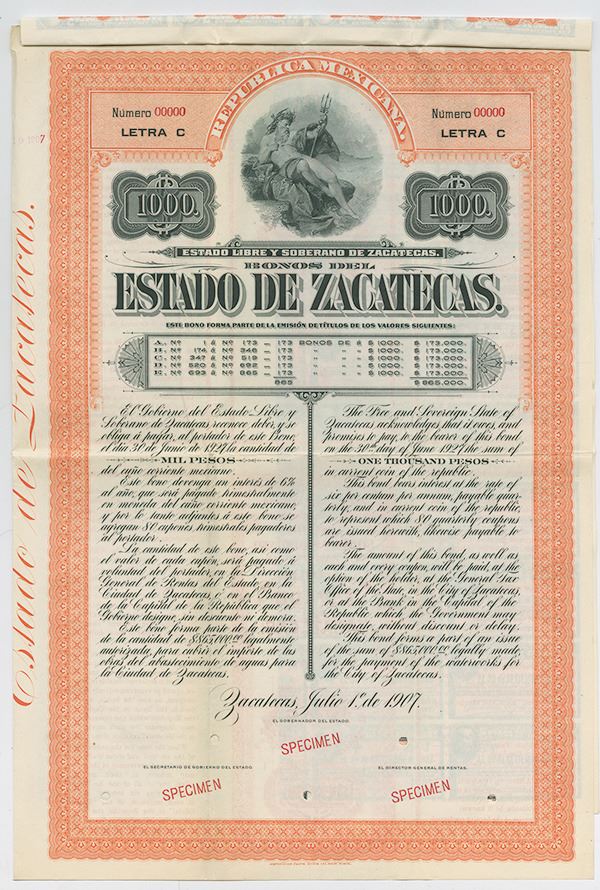 REPUBLICA MEXICANA.
Número 00000
LETRA C
Número 00000
LETRA C
1000.
1000.
ESTADO LIBRE Y SOBERANO DE ZACATECAS.
BONOS DEL
ESTADO DE ZACATECAS.
ESTE BONO FORMA PARTE DE LA EMISIÓN DE TÍTULOS DE LOS VALORES SIGUIENTES:
A. Nº 1 á Nº 173 — 173 BONOS DE á $ 1000. $ 173.000.
B. Nº 174 á Nº 346 — 173 " " " $ 1000. $ 173.000.
C. Nº 347 á Nº 519 — 173 " " " $ 1000. $ 173.000.
D. Nº 520 á Nº 692 — 173 " " " $ 1000. $ 173.000.
E. Nº 693 á Nº 865 — 173 " " " $ 1000. $ 173.000.
865 $ 865.000.
El Gobierno del Estado Libre y
Soberano de Zacatecas reconoce deber, y se
obliga á pagar, al portador de este Bono,
el dia 30 de Junio de 1927 la cantidad de
MIL PESOS
del cuño corriente mexicano.
Este bono devenga un interés de 6%
al año, que será pagado trimestralmente
en moneda del cuño corriente mexicano,
y por lo tanto adjuntos á este bono se
agregan 80 cupones trimestrales pagaderos
al portador.
La cantidad de este bono, así como
el valor de cada cupón, será pagado á
voluntad del portador, en la Dirección
General de Rentas del Estado, en la
Ciudad de Zacatecas, ó en el Banco
de la Capital de la República que el
Gobierno designe, sin descuento ni demora.
Este bono forma parte de la emisión
de la cantidad de $865,000.00 legalmente
autorizada, para cubrir el importe de las
obras del abastecimiento de aguas para
la Ciudad de Zacatecas.
The Free and Sovereign State of
Zacatecas acknowledges that it owes, and
promises to pay, to the bearer of this bond
on the 30th day of June 1927 the sum of
ONE THOUSAND PESOS
in current coin of the republic.
This bond bears interest at the rate of
six per centum per annum, payable quar-
terly, and in current coin of the republic,
to represent which 80 quarterly coupons
are issued herewith, likewise payable to
bearer.
The amount of this bond, as well as
each and every coupon, will be paid, at the
option of the holder, at the General Tax
Office of the State, in the City of Zacatecas,
or at the Bank in the Capital of the
Republic which the Government may
designate, without discount or delay.
This bond forms a part of an issue
of the sum of $865,000.00 legally made,
for the payment of the waterworks for
the City of Zacatecas.
Zacatecas, Julio 1º de 1907.
EL GOBERNADOR DEL ESTADO.
SPECIMEN
EL SECRETARIO DE GOBIERNO DEL ESTADO.
SPECIMEN
EL DIRECTOR GENERAL DE RENTAS.
SPECIMEN
Estado de Zacatecas.